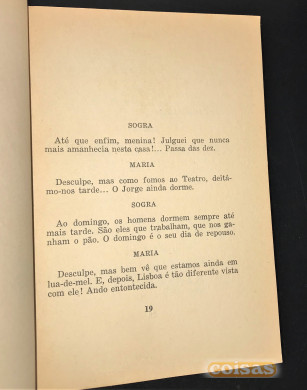 SOGRA
Até que enfim, menina! Julguei que nunca
mais amanhecia nesta casa!... Passa das dez.
MARIA
Desculpe, mas como fomos ao Teatro, deitá-
mo-nos tarde... O Jorge ainda dorme.
SOGRA
Ao domingo, os homens dormem sempre até
mais tarde. São eles que trabalham, que nos ga-
nham o pão. O domingo é o seu dia de repouso.
MARIA
Desculpe, mas bem vê que estamos ainda em
lua-de-mel. E, depois, Lisboa é tão diferente vista
com ele! Ando entontecida.
19
coisas